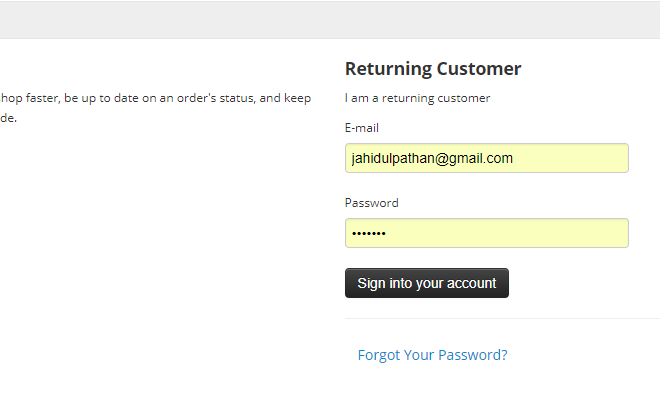 hop faster, be up to date on an order's status, and keep
de.
Returning Customer
I am a returning customer
E-mail
jahidulpathan@gmail.com
Password
•••••••
Sign into your account
Forgot Your Password?